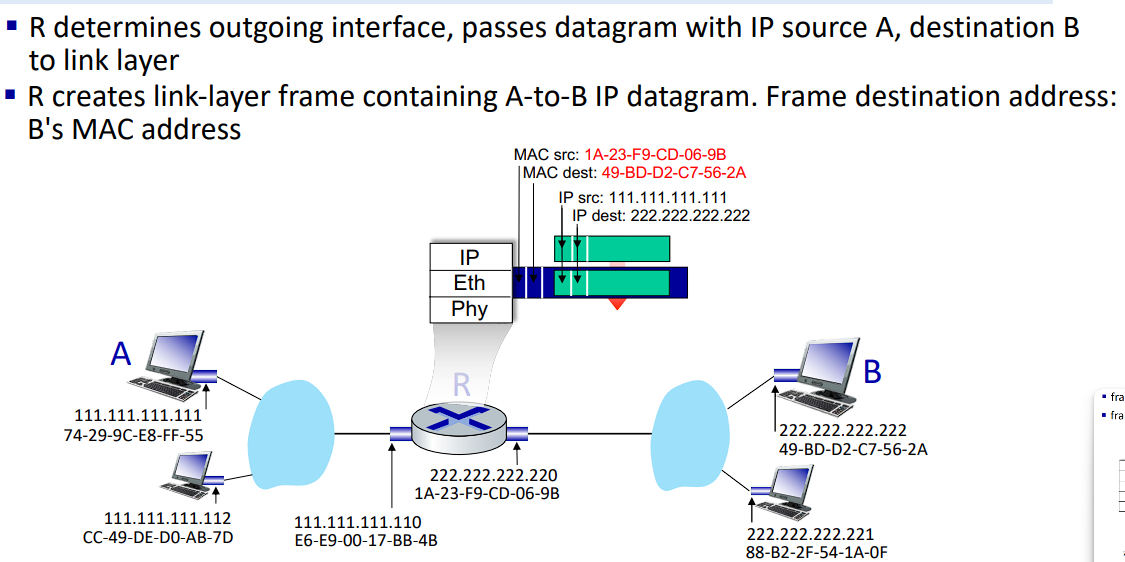 ▪ R determines outgoing interface, passes datagram with IP source A, destination B
to link layer
▪ R creates link-layer frame containing A-to-B IP datagram. Frame destination address:
B's MAC address
MAC src: 1A-23-F9-CD-06-9B
MAC dest: 49-BD-D2-C7-56-2A
IP src: 111.111.111.111
IP dest: 222.222.222.222
IP
Eth
Phy
A
R
B
111.111.111.111
74-29-9C-E8-FF-55
111.111.111.112
CC-49-DE-D0-AB-7D
111.111.111.110
E6-E9-00-17-BB-4B
222.222.222.220
1A-23-F9-CD-06-9B
222.222.222.222
49-BD-D2-C7-56-2A
222.222.222.221
88-B2-2F-54-1A-0F
▪ fra
▪ fra